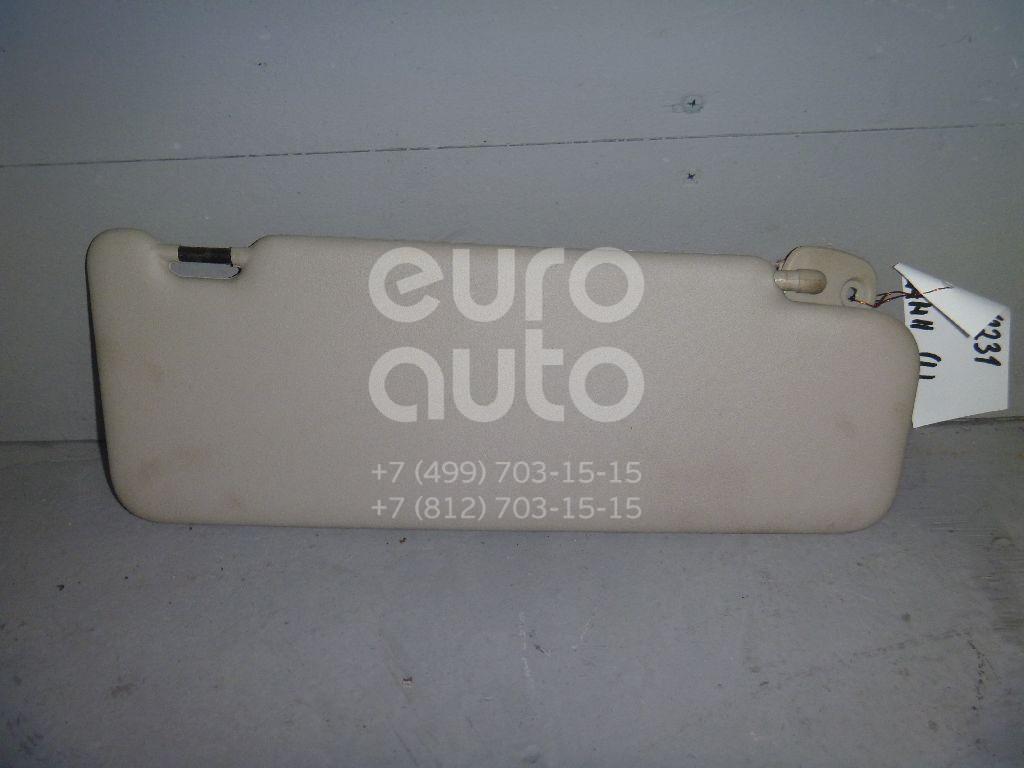 euro
auto
+7 (499) 703-15-15
+7 (812) 703-15-15